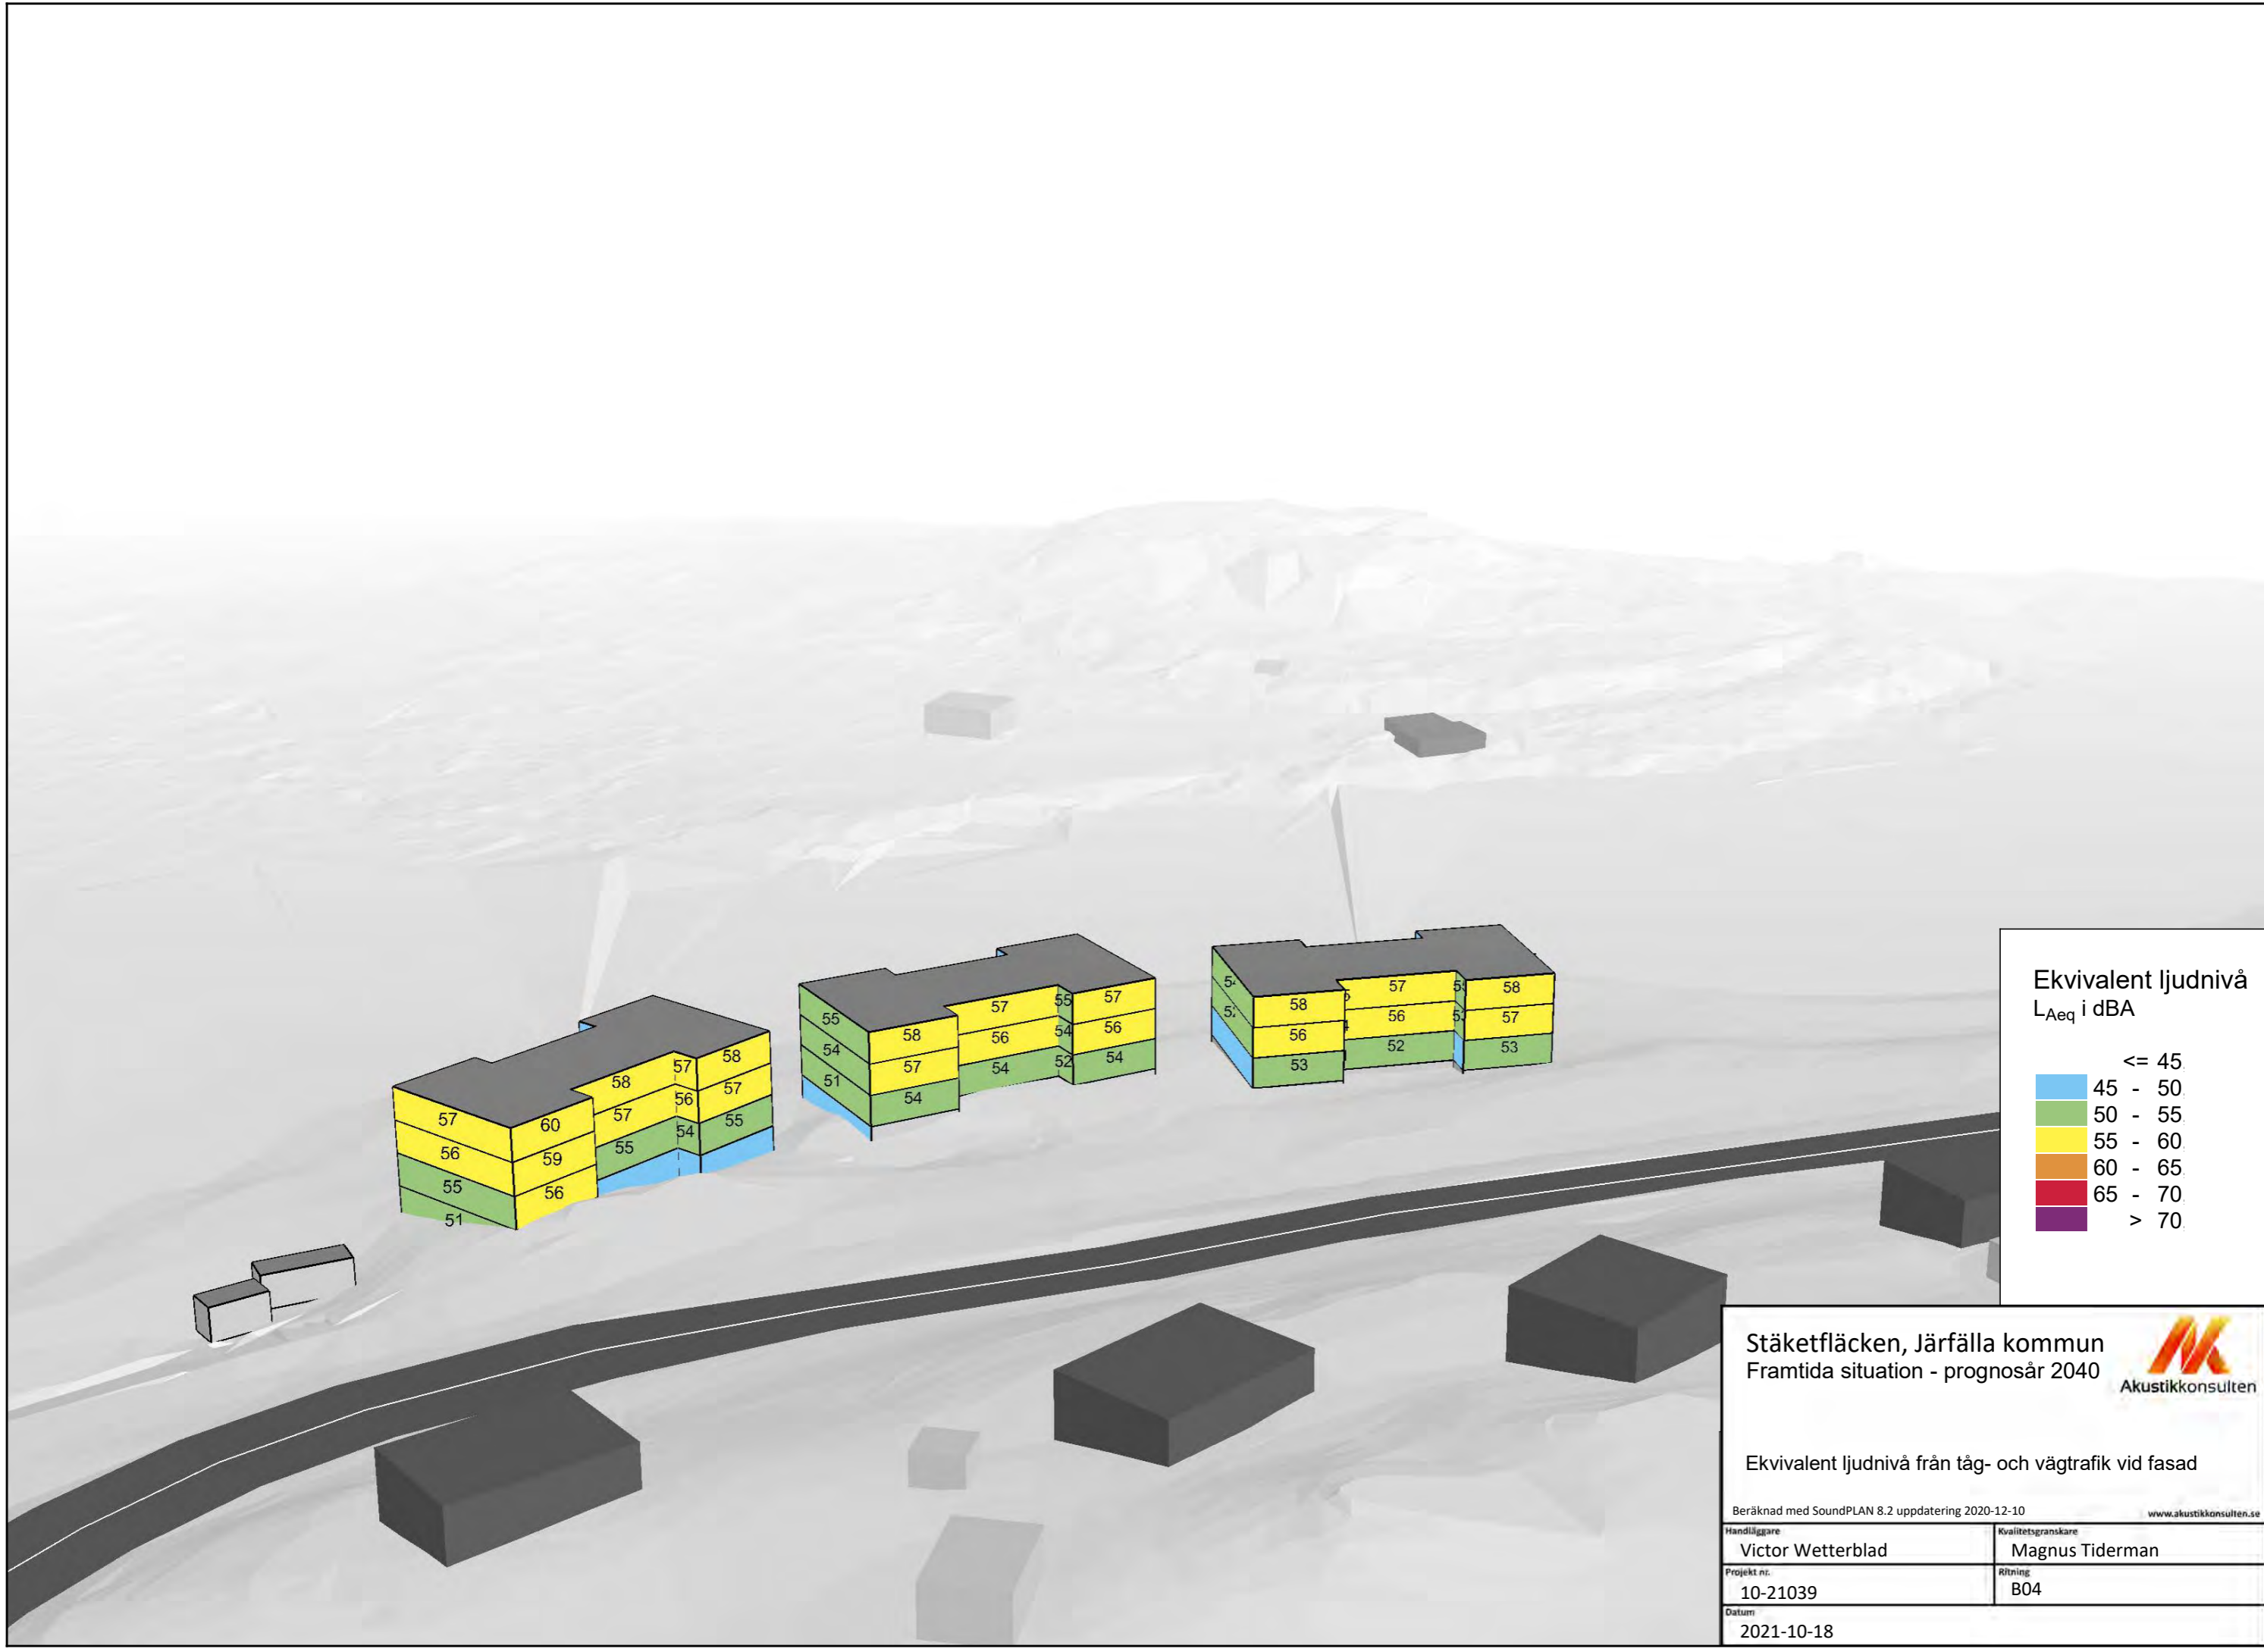 57
56
55
51
60
59
56
58
57
55
57
56
54
58
57
55
55
54
51
58
57
54
57
56
54
55
54
52
57
56
54
58
56
53
57
56
52
58
57
53
Ekvivalent ljudnivå
LAeq i dBA
<= 45
45 - 50
50 - 55
55 - 60
60 - 65
65 - 70
> 70
Stäketfläcken, Järfälla kommun
Framtida situation - prognosår 2040
Akustikkonsulten
Ekvivalent ljudnivå från tåg- och vägtrafik vid fasad
Beräknad med SoundPLAN 8.2 uppdatering 2020-12-10
www.akustikkonsulten.se
Handläggare
Victor Wetterblad
Kvalitetsgranskare
Magnus Tiderman
Projekt nr.
10-21039
Ritning
B04
Datum
2021-10-18